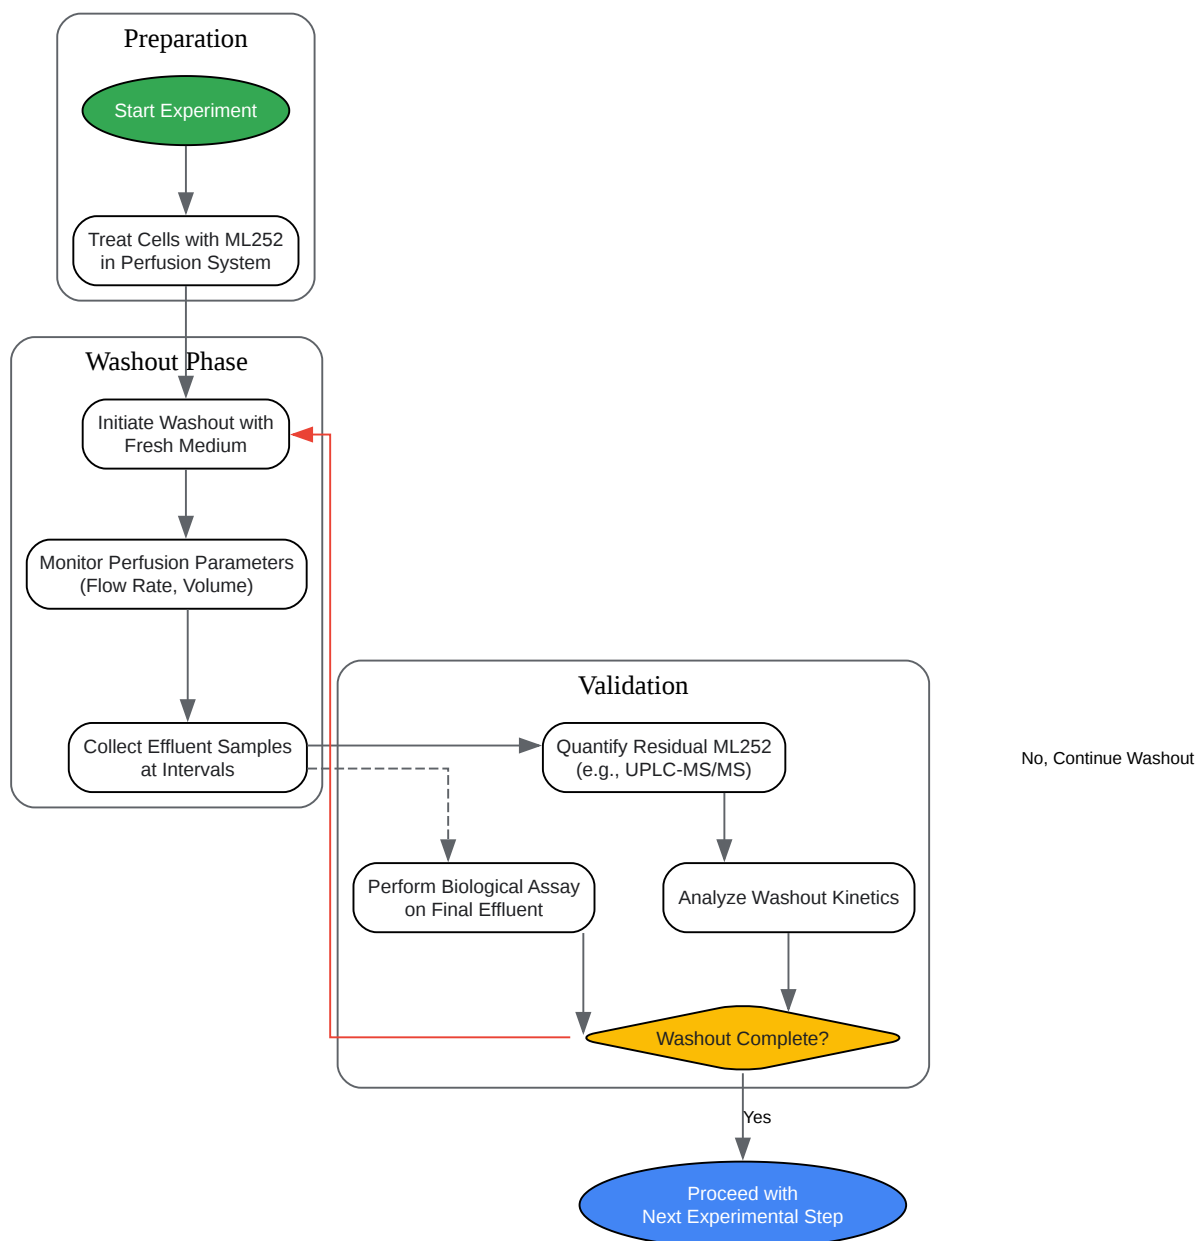 Preparation
Start Experiment
Treat Cells with ML252
in Perfusion System
Washout Phase
Initiate Washout with
Fresh Medium
Monitor Perfusion Parameters
(Flow Rate, Volume)
Collect Effluent Samples
at Intervals
Validation
Quantify Residual ML252
(e.g., UPLC-MS/MS)
No, Continue Washout
Perform Biological Assay
on Final Effluent
Analyze Washout Kinetics
Washout Complete?
Yes
Proceed with
Next Experimental Step